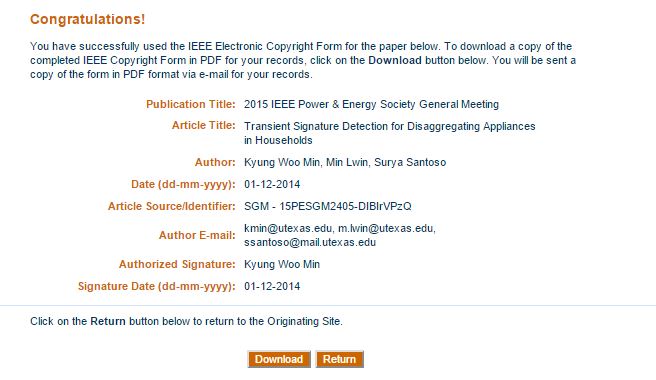 Congratulations!
You have successfully used the IEEE Electronic Copyright Form for the paper below. To download a copy of the
completed IEEE Copyright Form in PDF for your records, click on the Download button below. You will be sent a
copy of the form in PDF format via e-mail for your records.
Publication Title: 2015 IEEE Power & Energy Society General Meeting
Article Title: Transient Signature Detection for Disaggregating Appliances
in Households
Author: Kyung Woo Min, Min Lwin, Surya Santoso
Date (dd-mm-yyyy): 01-12-2014
Article Source/Identifier: SGM - 15PESGM2405-DIBIrVPzQ
Author E-mail: kmin@utexas.edu, m.lwin@utexas.edu,
ssantoso@mail.utexas.edu
Authorized Signature: Kyung Woo Min
Signature Date (dd-mm-yyyy): 01-12-2014
Click on the Return button below to return to the Originating Site.
Download Return